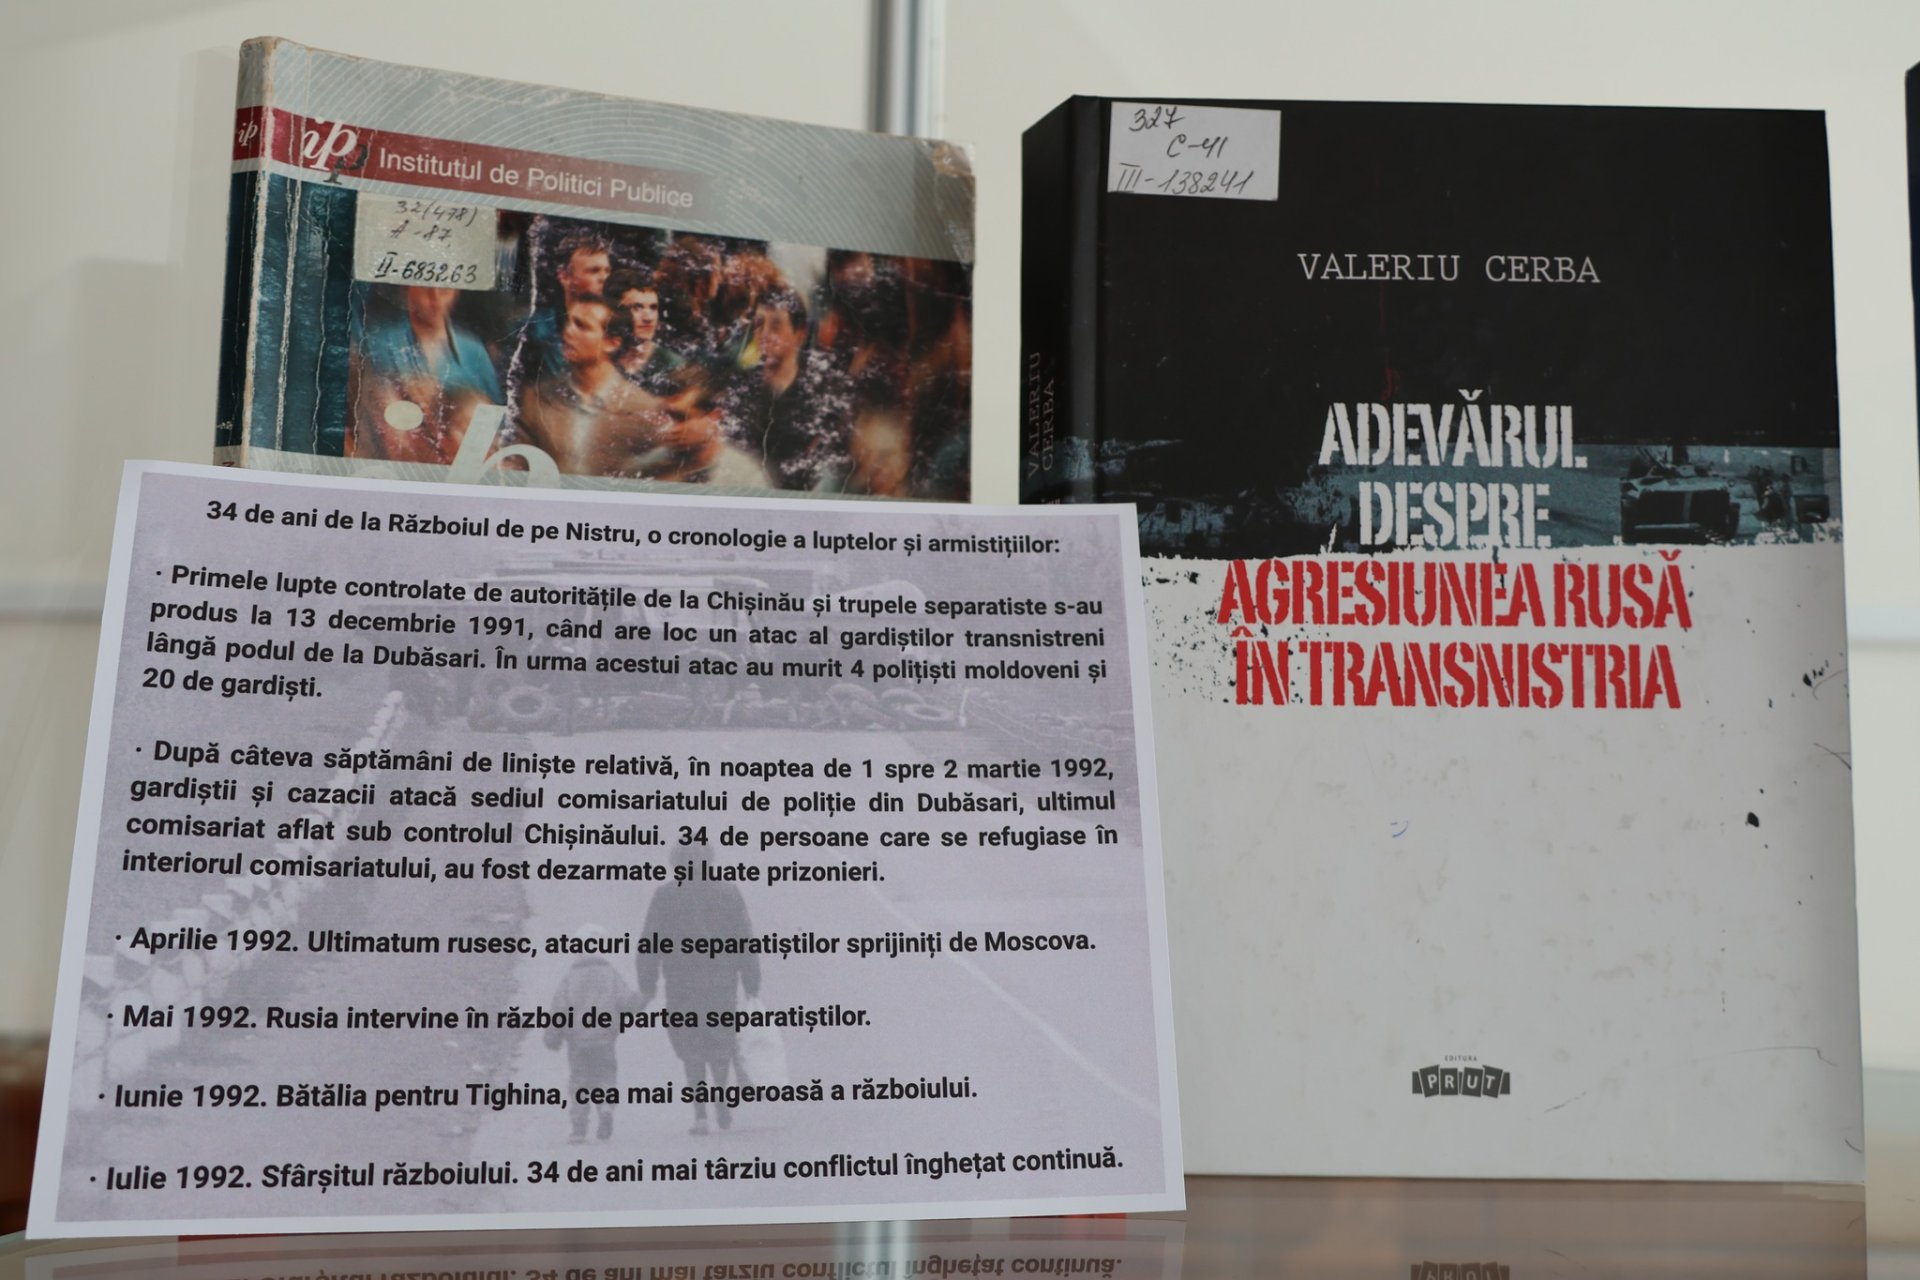 ip
ip Institutul de Politici Publice
32(478)
A-87
II-683263
327
C-41
III-138241
VALERIU CERBA
VALERIU
CERBA
ADEVĂRUL
DESPRE
AGRESIUNEA RUSĂ
ÎN TRANSNISTRIA
EDITURA
PRUT
34 de ani de la Războiul de pe Nistru, o cronologie a luptelor și armistițiilor:
· Primele lupte controlate de autoritățile de la Chișinău și trupele separatiste s-au
produs la 13 decembrie 1991, când are loc un atac al gardiștilor transnistreni
lângă podul de la Dubăsari. În urma acestui atac au murit 4 polițiști moldoveni și
20 de gardiști.
· După câteva săptămâni de liniște relativă, în noaptea de 1 spre 2 martie 1992,
gardiștii și cazacii atacă sediul comisariatului de poliție din Dubăsari, ultimul
comisariat aflat sub controlul Chișinăului. 34 de persoane care se refugiase în
interiorul comisariatului, au fost dezarmate și luate prizonieri.
· Aprilie 1992. Ultimatum rusesc, atacuri ale separatiștilor sprijiniți de Moscova.
· Mai 1992. Rusia intervine în război de partea separatiștilor.
· Iunie 1992. Bătălia pentru Tighina, cea mai sângeroasă a războiului.
· Iulie 1992. Sfârșitul războiului. 34 de ani mai târziu conflictul înghețat continuă.